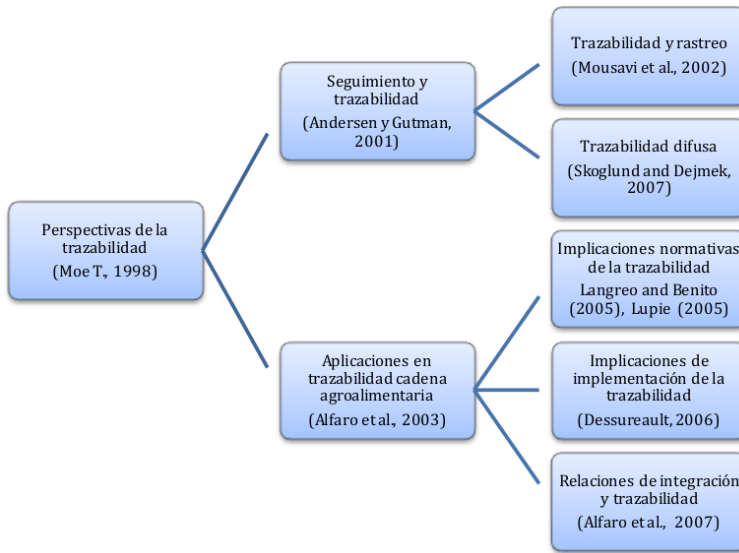 Perspectivas de la
trazabilidad
(Moe T., 1998)
Seguimiento y
trazabilidad
(Andersen y Gutman,
2001)
Trazabilidad y rastreo
(Mousavi et al., 2002)
Trazabilidad difusa
(Skoglund and Dejmek,
2007)
Aplicaciones en
trazabilidad cadena
agroalimentaria
(Alfaro et al., 2003)
Implicaciones normativas
de la trazabilidad
Langreo and Benito
(2005), Lupie (2005)
Implicaciones de
implementación de la
trazabilidad
(Dessureault, 2006)
Relaciones de integración
y trazabilidad
(Alfaro et al., 2007)